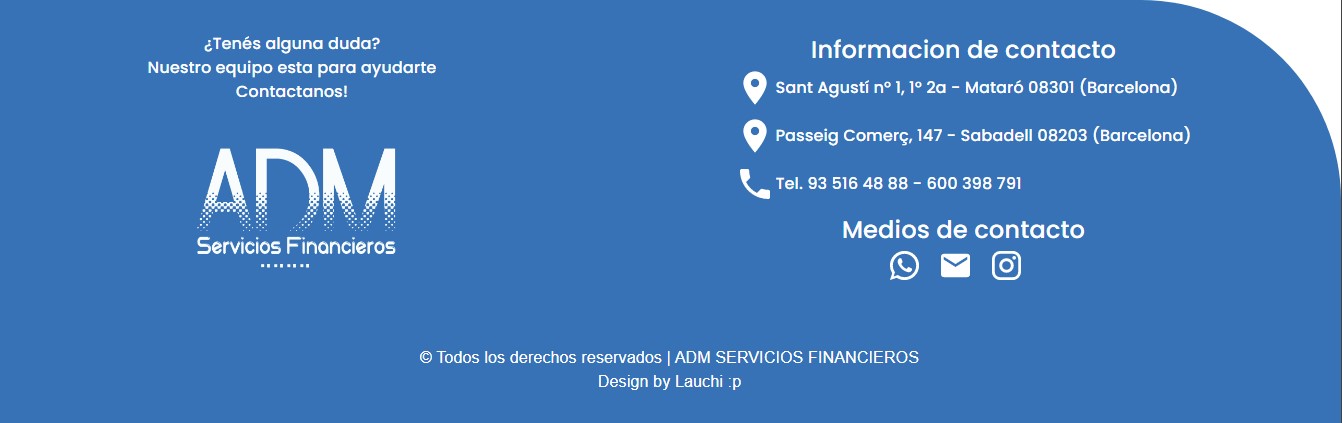 ¿Tenés alguna duda?
Nuestro equipo esta para ayudarte
Contactanos!
ADM
Servicios Financieros
Informacion de contacto
Sant Agustí nº 1, 1º 2a - Mataró 08301 (Barcelona)
Passeig Comerç, 147 - Sabadell 08203 (Barcelona)
Tel. 93 516 48 88 - 600 398 791
Medios de contacto
© Todos los derechos reservados | ADM SERVICIOS FINANCIEROS
Design by Lauchi :p